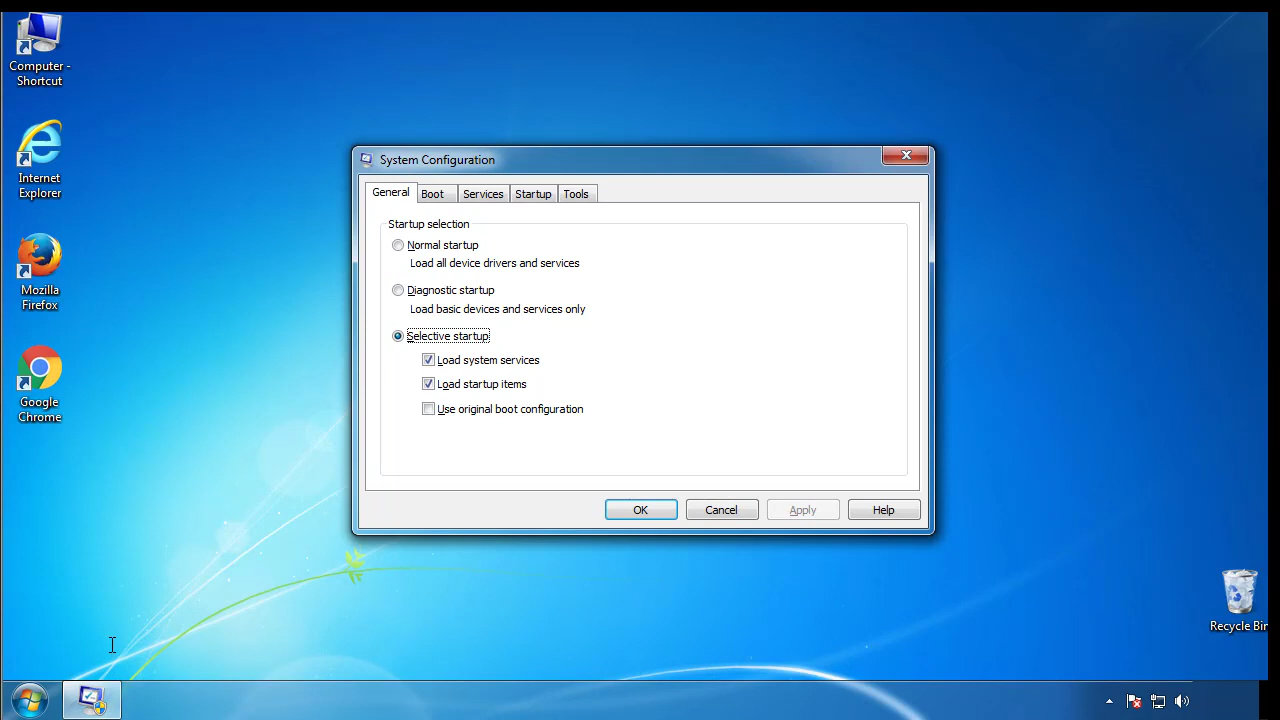 Computer -
Shortcut
Internet
Explorer
Mozilla
Firefox
Google
Chrome
System Configuration
General Boot Services Startup Tools
Startup selection
Normal startup
Load all device drivers and services
Diagnostic startup
Load basic devices and services only
Selective startup
Load system services
Load startup items
Use original boot configuration
OK Cancel Apply Help
Recycle Bin